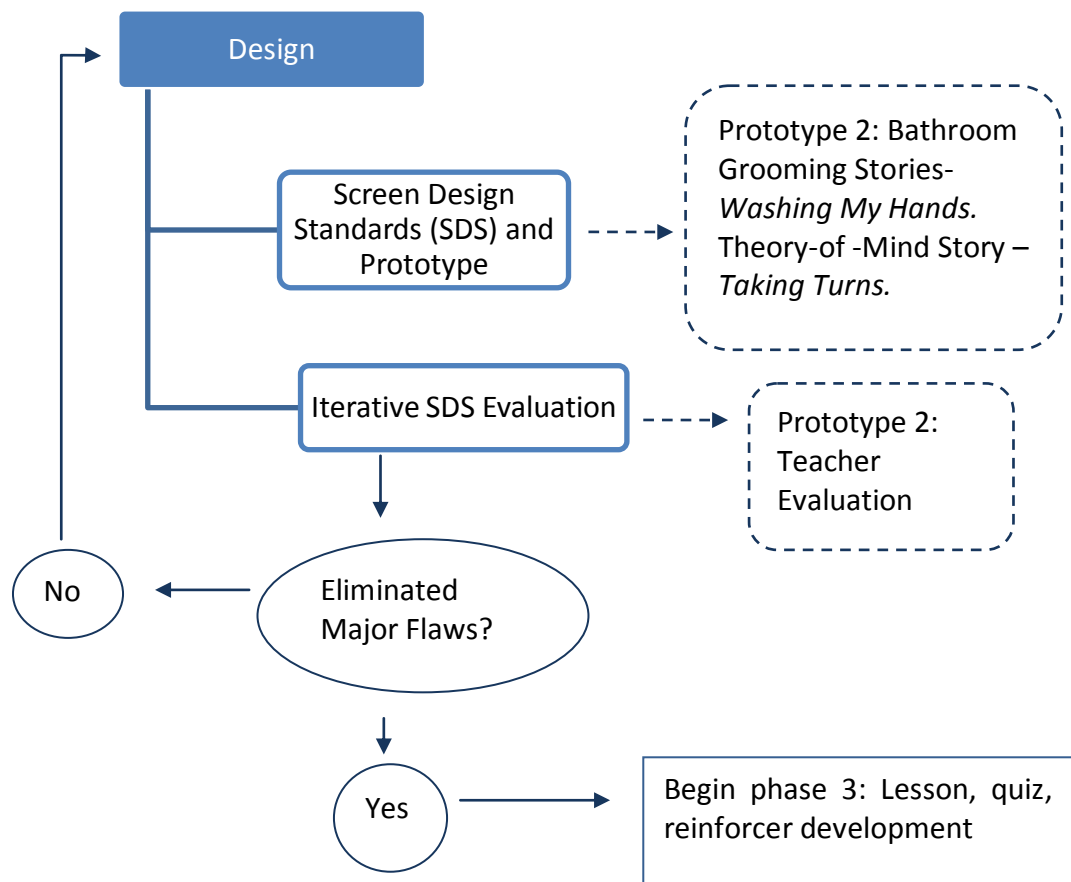 Design
Prototype 2: Bathroom
Grooming Stories-
Washing My Hands.
Theory-of -Mind Story –
Taking Turns.
Screen Design
Standards (SDS) and
Prototype
Iterative SDS Evaluation
Prototype 2:
Teacher
Evaluation
No
Eliminated
Major Flaws?
Yes
Begin phase 3: Lesson, quiz,
reinforcer development